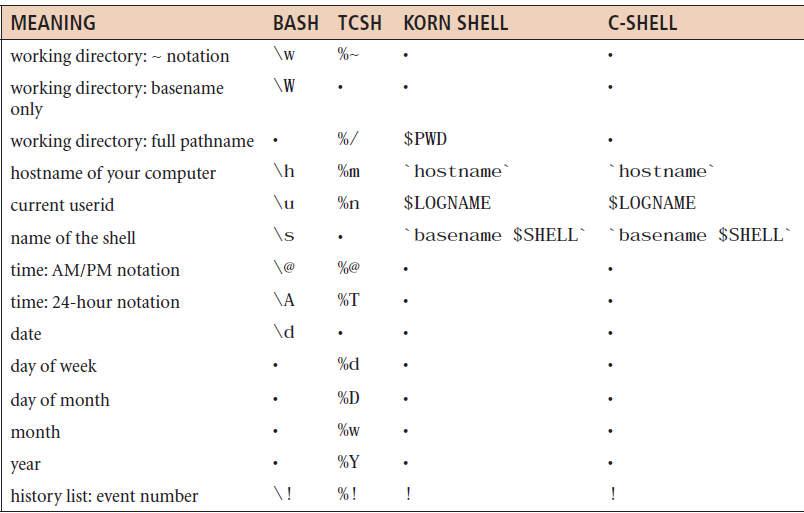 MEANING BASH TCSH KORN SHELL C-SHELL
working directory: ~ notation \w %~ • •
working directory: basename \W • • •
only
working directory: full pathname • %/ $PWD •
hostname of your computer \h %m `hostname` `hostname`
current userid \u %n $LOGNAME $LOGNAME
name of the shell \s • `basename $SHELL` `basename $SHELL`
time: AM/PM notation \@ %@ • •
time: 24-hour notation \A %T • •
date \d • • •
day of week • %d • •
day of month • %D • •
month • %w • •
year • %Y • •
history list: event number \! %! ! !